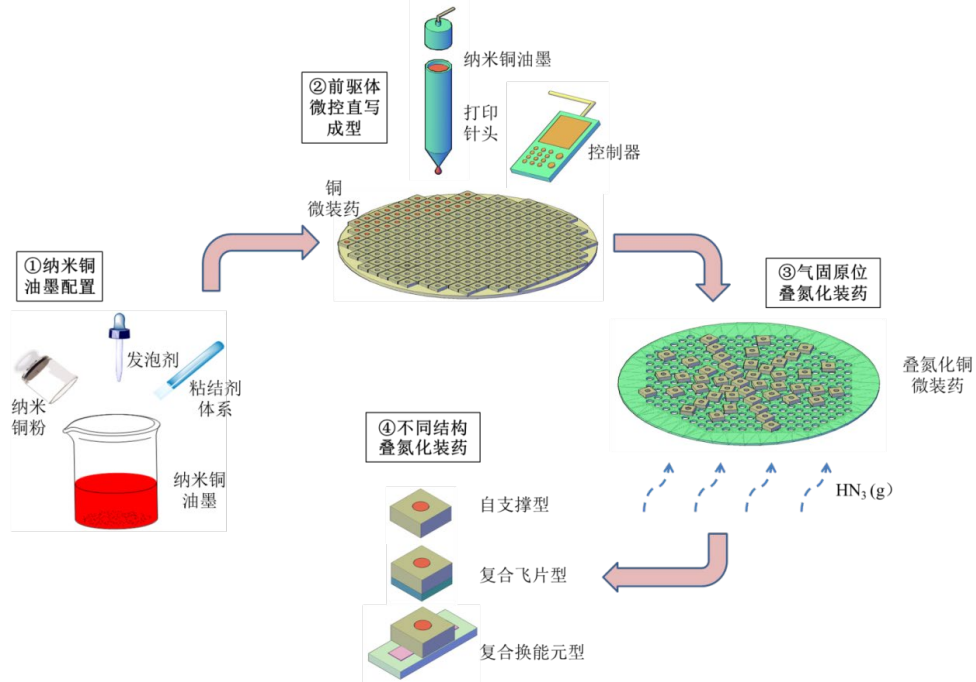 ①纳米铜
油墨配置
纳米
铜粉
发泡剂
粘结剂
体系
纳米铜
油墨
②前驱体
微控直写
成型
纳米铜油墨
打印
针头
控制器
铜
微装药
③气固原位
叠氮化装药
叠氮化铜
微装药
HN₃(g)
④不同结构
叠氮化装药
自支撑型
复合飞片型
复合换能元型